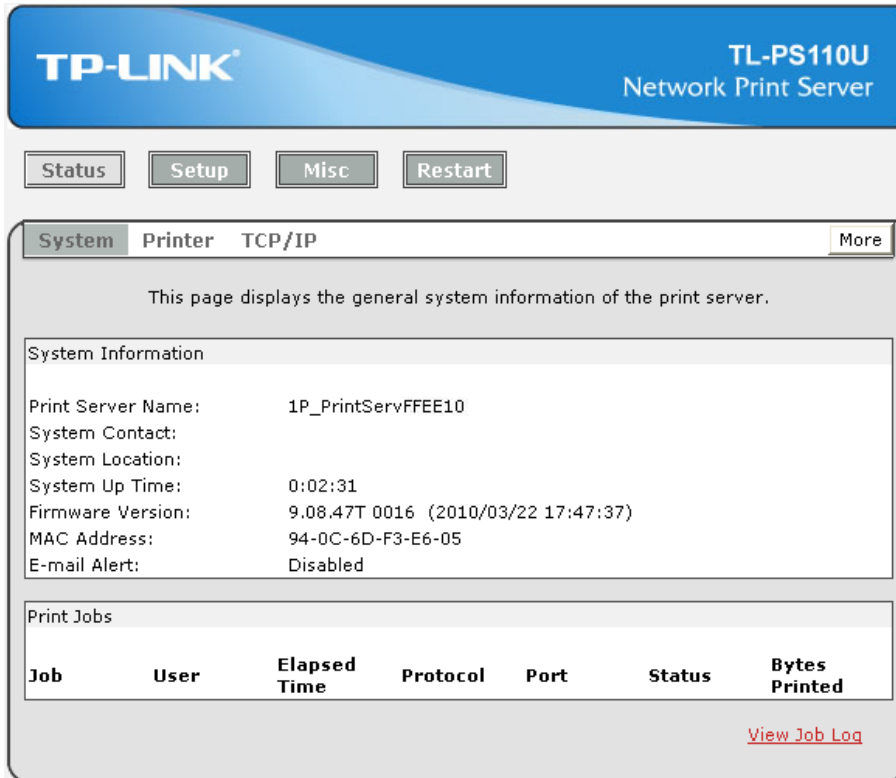 TP-LINK®
TL-PS110U
Network Print Server
Status Setup Misc Restart
System Printer TCP/IP More
This page displays the general system information of the print server.
System Information
Print Server Name: 1P_PrintServFFEE10
System Contact:
System Location:
System Up Time: 0:02:31
Firmware Version: 9.08.47T 0016 (2010/03/22 17:47:37)
MAC Address: 94-0C-6D-F3-E6-05
E-mail Alert: Disabled
Print Jobs
Job User Elapsed Time Protocol Port Status Bytes Printed
View Job Log